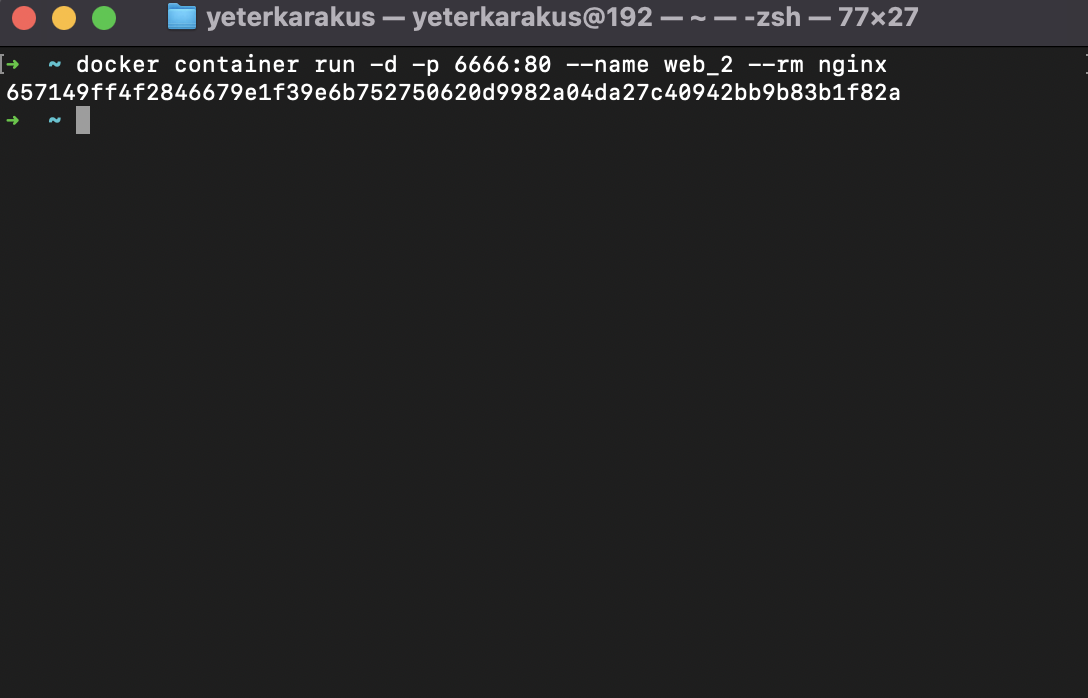 yeterkarakus — yeterkarakus@192 — ~ — -zsh — 77×27
[➜  ~ docker container run -d -p 6666:80 --name web_2 --rm nginx
657149ff4f2846679e1f39e6b752750620d9982a04da27c40942bb9b83b1f82a
➜  ~